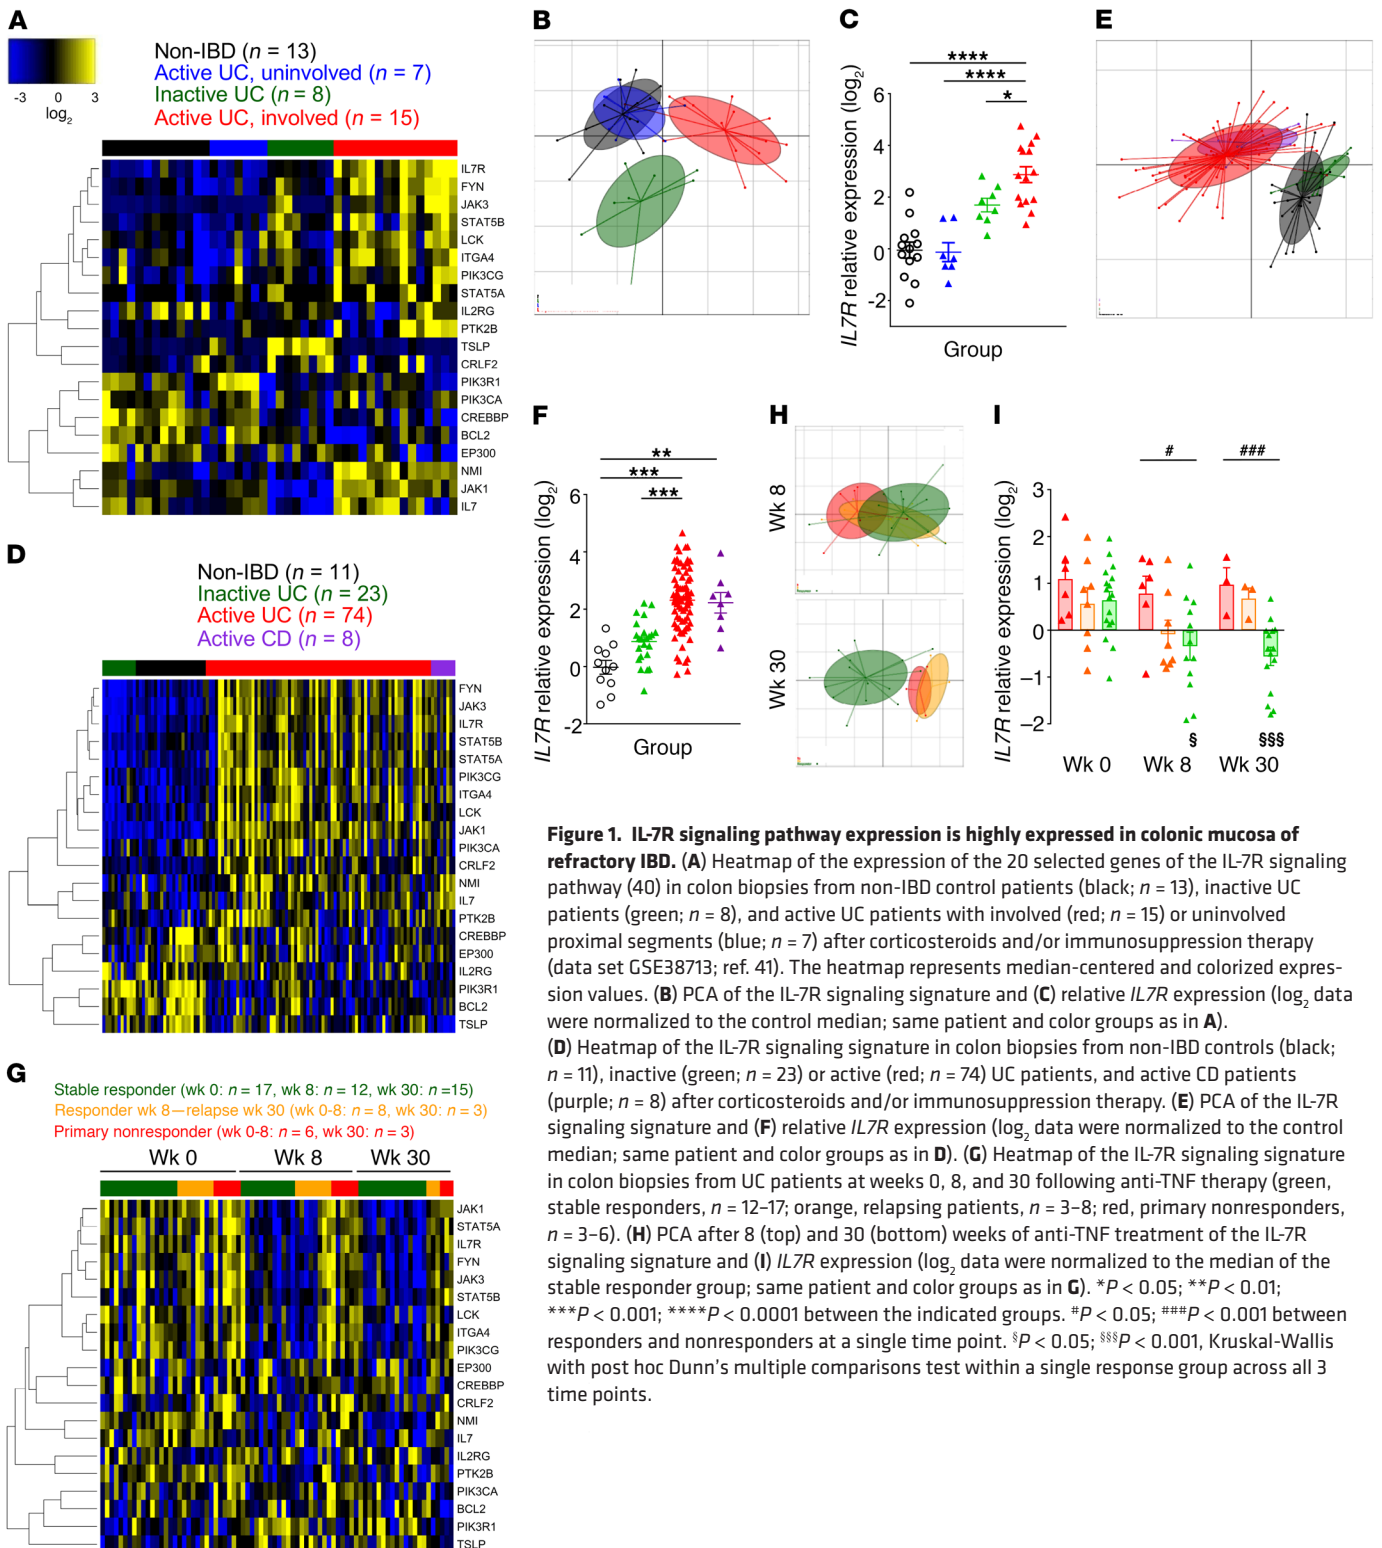 A
-3 0 3
log2
Non-IBD (n = 13)
Active UC, uninvolved (n = 7)
Inactive UC (n = 8)
Active UC, involved (n = 15)
IL7R
FYN
JAK3
STAT5B
LCK
ITGA4
PIK3CG
STAT5A
IL2RG
PTK2B
TSLP
CRLF2
PIK3R1
PIK3CA
CREBBP
BCL2
EP300
NMI
JAK1
IL7
B
C
IL7R relative expression (log2)
6
4
2
0
-2
****
****
*
Group
E
D
Non-IBD (n = 11)
Inactive UC (n = 23)
Active UC (n = 74)
Active CD (n = 8)
FYN
JAK3
IL7R
STAT5B
STAT5A
PIK3CG
ITGA4
LCK
JAK1
PIK3CA
CRLF2
NMI
IL7
PTK2B
CREBBP
EP300
IL2RG
PIK3R1
BCL2
TSLP
F
IL7R relative expression (log2)
6
4
2
0
-2
**
***
***
Group
H
Wk 8
Wk 30
I
IL7R relative expression (log2)
3
2
1
0
−1
−2
#
###
§
§§§
Wk 0 Wk 8 Wk 30
G
Stable responder (wk 0: n = 17, wk 8: n = 12, wk 30: n =15)
Responder wk 8—relapse wk 30 (wk 0-8: n = 8, wk 30: n = 3)
Primary nonresponder (wk 0-8: n = 6, wk 30: n = 3)
Wk 0 Wk 8 Wk 30
JAK1
STAT5A
IL7R
FYN
JAK3
STAT5B
LCK
ITGA4
PIK3CG
EP300
CREBBP
CRLF2
NMI
IL7
IL2RG
PTK2B
PIK3CA
BCL2
PIK3R1
TSLP
Figure 1. IL-7R signaling pathway expression is highly expressed in colonic mucosa of
refractory IBD. (A) Heatmap of the expression of the 20 selected genes of the IL-7R signaling
pathway (40) in colon biopsies from non-IBD control patients (black; n = 13), inactive UC
patients (green; n = 8), and active UC patients with involved (red; n = 15) or uninvolved
proximal segments (blue; n = 7) after corticosteroids and/or immunosuppression therapy
(data set GSE38713; ref. 41). The heatmap represents median-centered and colorized expres-
sion values. (B) PCA of the IL-7R signaling signature and (C) relative IL7R expression (log2 data
were normalized to the control median; same patient and color groups as in A).
(D) Heatmap of the IL-7R signaling signature in colon biopsies from non-IBD controls (black;
n = 11), inactive (green; n = 23) or active (red; n = 74) UC patients, and active CD patients
(purple; n = 8) after corticosteroids and/or immunosuppression therapy. (E) PCA of the IL-7R
signaling signature and (F) relative IL7R expression (log2 data were normalized to the control
median; same patient and color groups as in D). (G) Heatmap of the IL-7R signaling signature
in colon biopsies from UC patients at weeks 0, 8, and 30 following anti-TNF therapy (green,
stable responders, n = 12–17; orange, relapsing patients, n = 3–8; red, primary nonresponders,
n = 3–6). (H) PCA after 8 (top) and 30 (bottom) weeks of anti-TNF treatment of the IL-7R
signaling signature and (I) IL7R expression (log2 data were normalized to the median of the
stable responder group; same patient and color groups as in G). *P < 0.05; **P < 0.01;
***P < 0.001; ****P < 0.0001 between the indicated groups. #P < 0.05; ###P < 0.001 between
responders and nonresponders at a single time point. §P < 0.05; §§§P < 0.001, Kruskal-Wallis
with post hoc Dunn's multiple comparisons test within a single response group across all 3
time points.